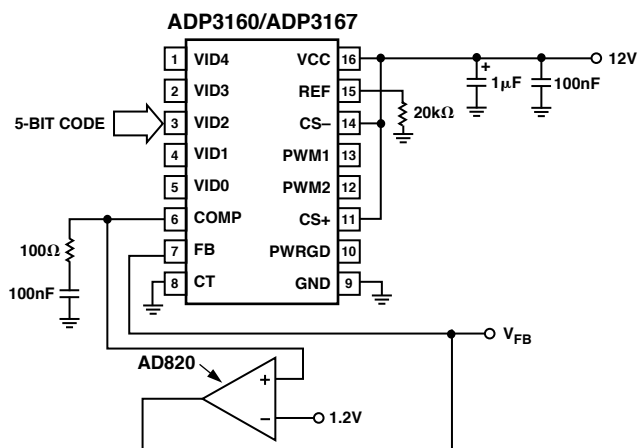 ADP3160/ADP3167
1 VID4 VCC 16 12V
2 VID3 REF 15 1μF 100nF
5-BIT CODE 3 VID2 CS– 14 20kΩ
4 VID1 PWM1 13
5 VID0 PWM2 12
6 COMP CS+ 11
100Ω 7 FB PWRGD 10
100nF 8 CT GND 9
VFB
AD820
+
–
1.2V